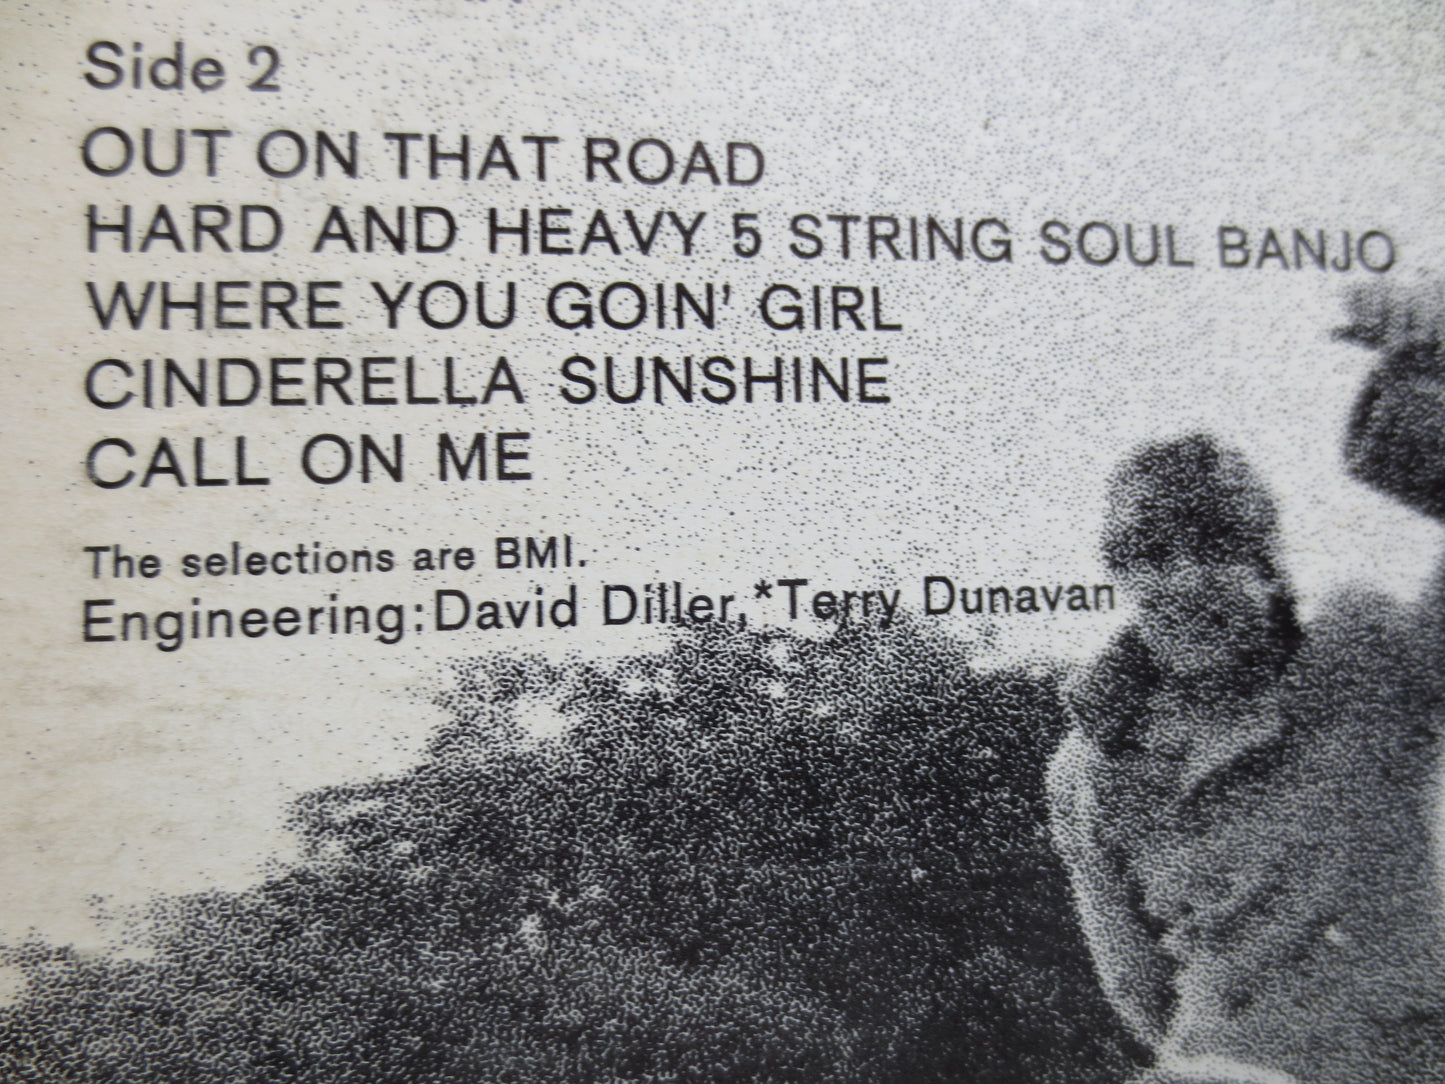 Side 2
OUT ON THAT ROAD
HARD AND HEAVY 5 STRING SOUL BANJO
WHERE YOU GOIN' GIRL
CINDERELLA SUNSHINE
CALL ON ME
The selections are BMI.
Engineering: David Diller, *Terry Dunavan